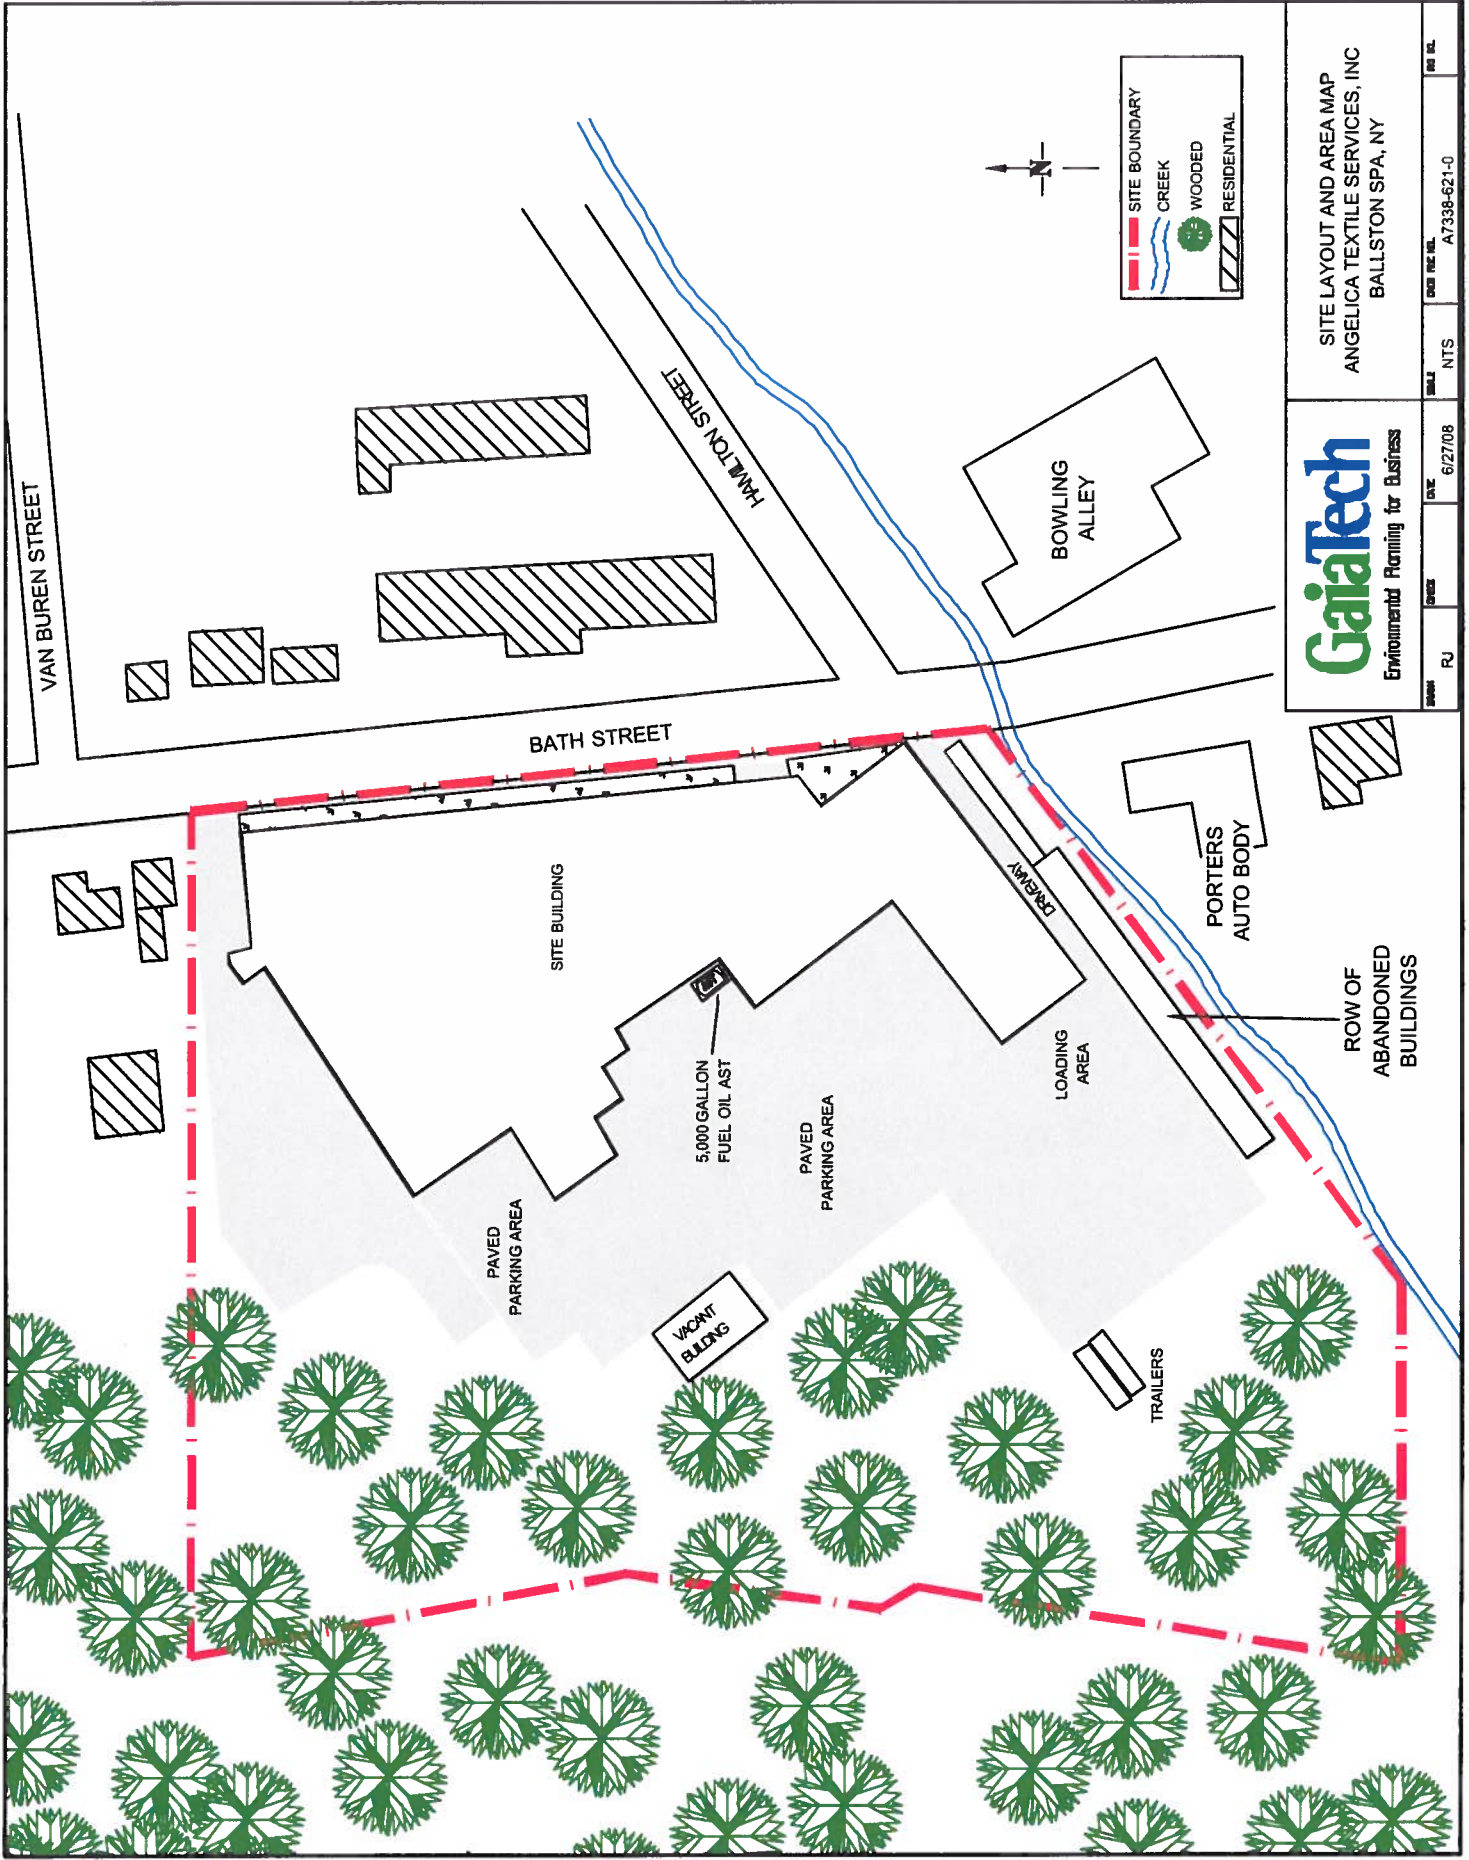 VAN BUREN STREET
HAMILTON STREET
BATH STREET
SITE BUILDING
5,000 GALLON
FUEL OIL AST
PAVED
PARKING AREA
PAVED
PARKING AREA
VACANT
BUILDING
LOADING
AREA
DRIVEWAY
TRAILERS
BOWLING
ALLEY
PORTERS
AUTO BODY
ROW OF
ABANDONED
BUILDINGS
N
SITE BOUNDARY
CREEK
WOODED
RESIDENTIAL
GaiaTech
Environmental Planning for Business
SITE LAYOUT AND AREA MAP
ANGELICA TEXTILE SERVICES, INC
BALLSTON SPA, NY
RJ
DATE 6/27/08
SCALE NTS
A7338-621-0